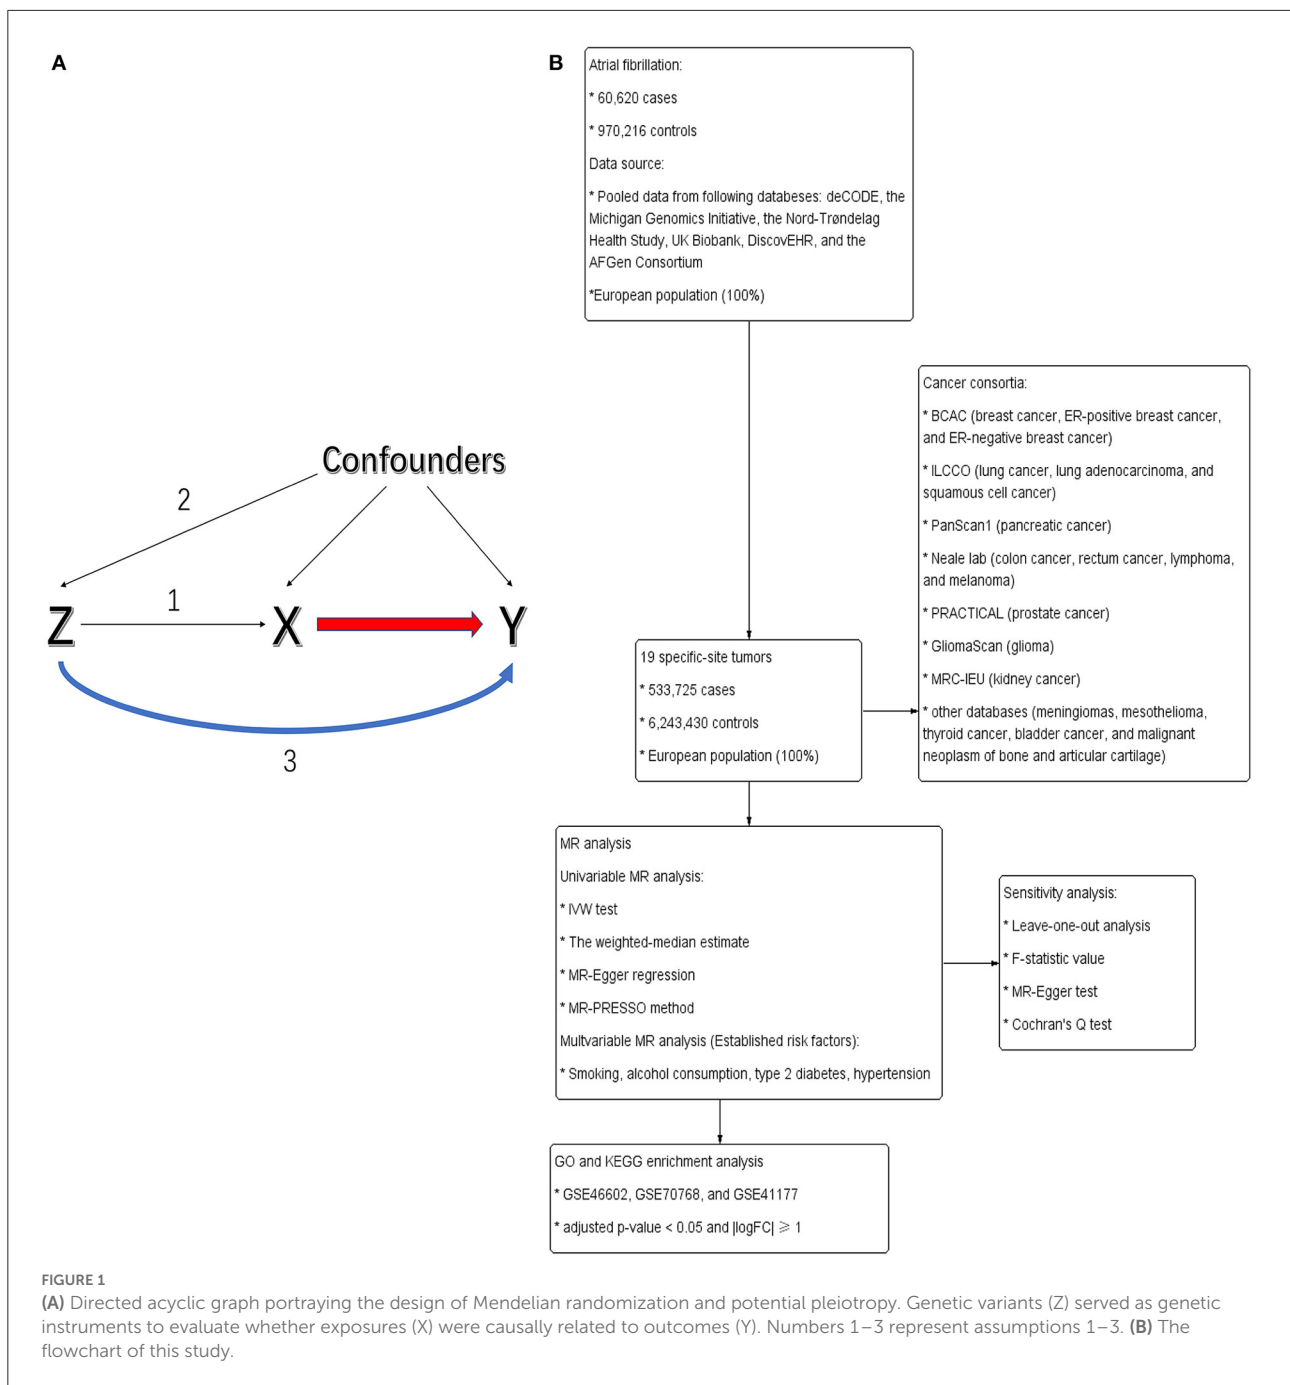 A
Confounders
2
1
Z
X
Y
3
B
Atrial fibrillation:
* 60,620 cases
* 970,216 controls
Data source:
* Pooled data from following databeses: deCODE, the
Michigan Genomics Initiative, the Nord-Trøndelag
Health Study, UK Biobank, DiscovEHR, and the
AFGen Consortium
*European population (100%)
Cancer consortia:
* BCAC (breast cancer, ER-positive breast cancer,
and ER-negative breast cancer)
* ILCCO (lung cancer, lung adenocarcinoma, and
squamous cell cancer)
* PanScan1 (pancreatic cancer)
* Neale lab (colon cancer, rectum cancer, lymphoma,
and melanoma)
* PRACTICAL (prostate cancer)
* GliomaScan (glioma)
* MRC-IEU (kidney cancer)
* other databases (meningiomas, mesothelioma,
thyroid cancer, bladder cancer, and malignant
neoplasm of bone and articular cartilage)
19 specific-site tumors
* 533,725 cases
* 6,243,430 controls
* European population (100%)
MR analysis
Univariable MR analysis:
* IVW test
* The weighted-median estimate
* MR-Egger regression
* MR-PRESSO method
Multvariable MR analysis (Established risk factors):
* Smoking, alcohol consumption, type 2 diabetes, hypertension
Sensitivity analysis:
* Leave-one-out analysis
* F-statistic value
* MR-Egger test
* Cochran's Q test
GO and KEGG enrichment analysis
* GSE46602, GSE70768, and GSE41177
* adjusted p-value < 0.05 and |logFC| ⩾ 1
FIGURE 1
(A) Directed acyclic graph portraying the design of Mendelian randomization and potential pleiotropy. Genetic variants (Z) served as genetic
instruments to evaluate whether exposures (X) were causally related to outcomes (Y). Numbers 1–3 represent assumptions 1–3. (B) The
flowchart of this study.